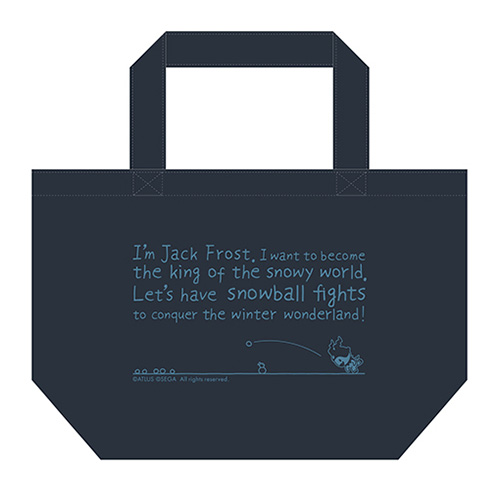 I'm Jack Frost. I want to become
the king of the snowy world.
Let's have snowball fights
to conquer the winter wonderland!
©ATLUS ©SEGA All rights reserved.